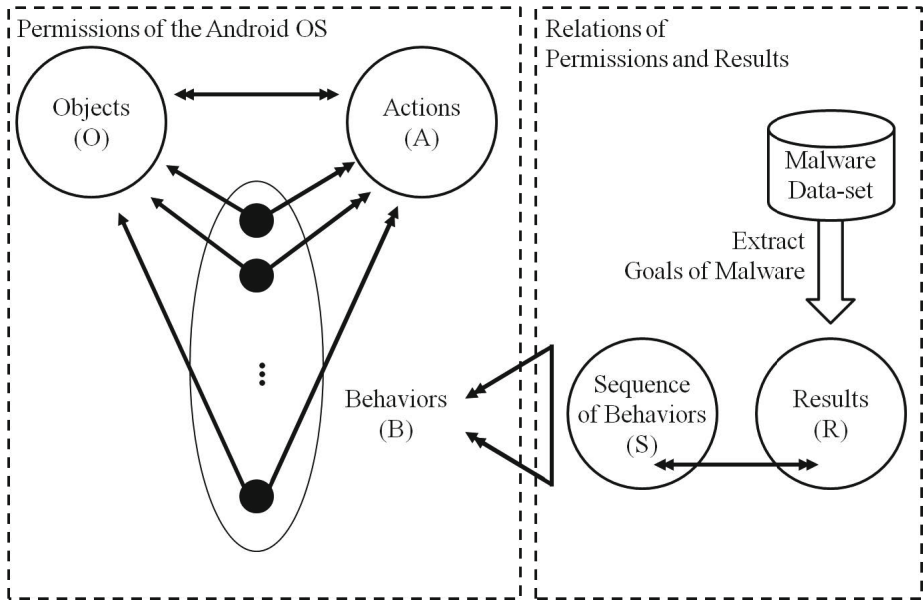 Permissions of the Android OS
Objects
(O)
Actions
(A)
Behaviors
(B)
Relations of
Permissions and Results
Malware
Data-set
Extract
Goals of Malware
Sequence
of Behaviors
(S)
Results
(R)